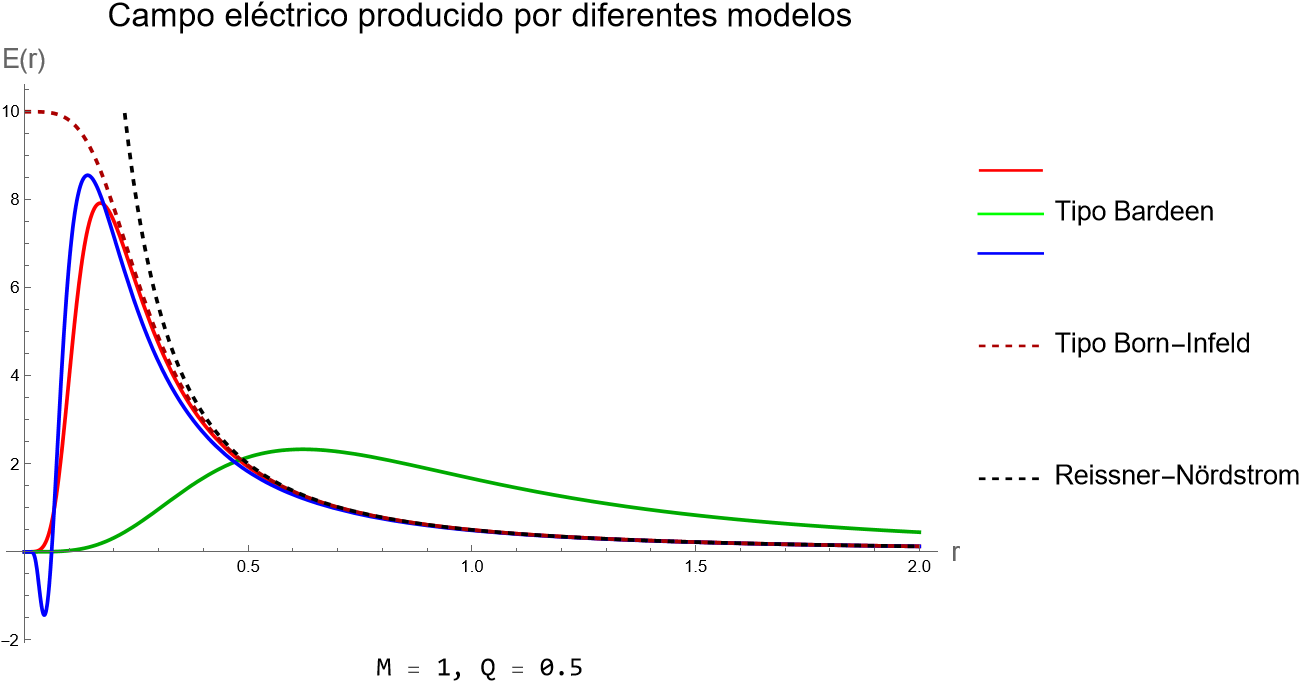 Campo eléctrico producido por diferentes modelos
E(r)
10
8
6
4
2
−2
0.5
1.0
1.5
2.0
r
Tipo Bardeen
Tipo Born−Infeld
Reissner−Nördstrom
M = 1, Q = 0.5